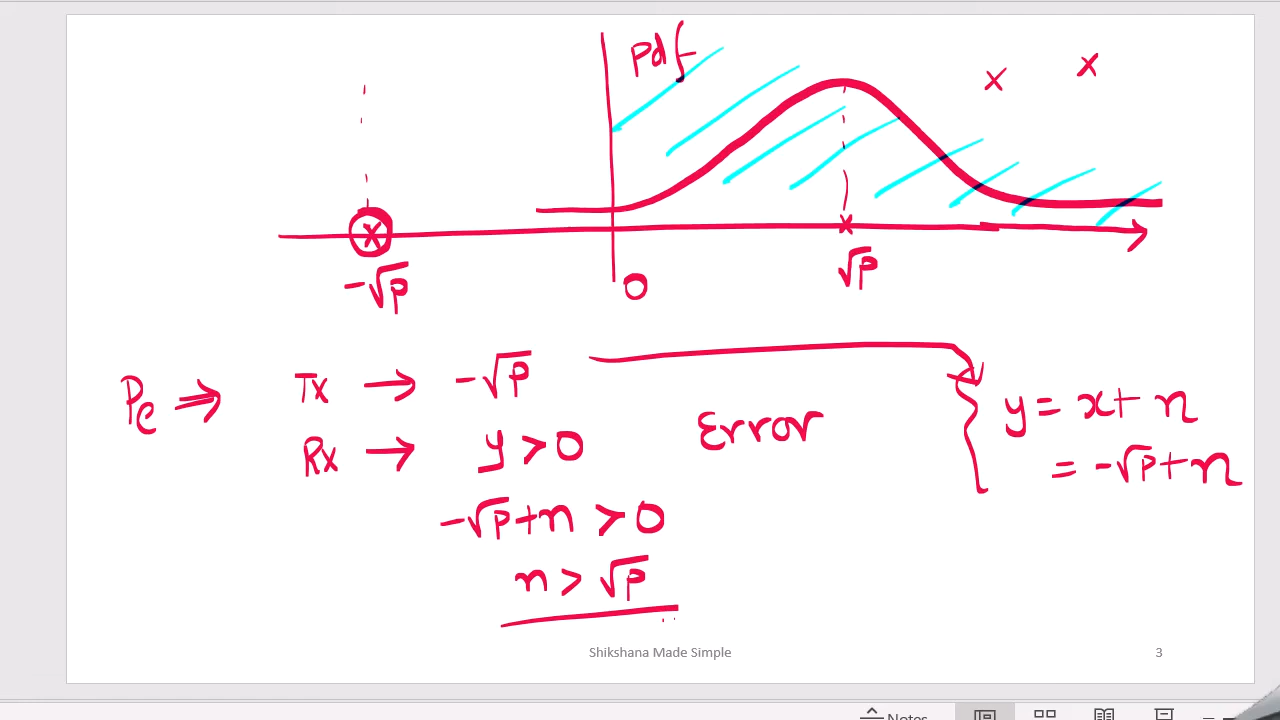 pdf
-√p
0
√p
Pe ⇒ Tx → -√p
Rx → y > 0 Error
-√p+n > 0
n > √p
y = x + n
= -√p + n
Shikshana Made Simple
3
Notes